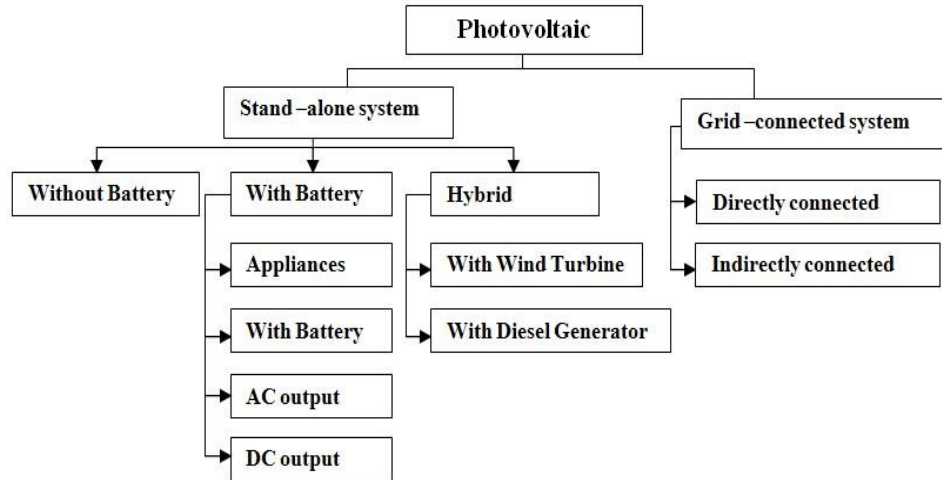 Photovoltaic
Stand –alone system
Grid –connected system
Without Battery
With Battery
Hybrid
Directly connected
Appliances
With Wind Turbine
Indirectly connected
With Battery
With Diesel Generator
AC output
DC output